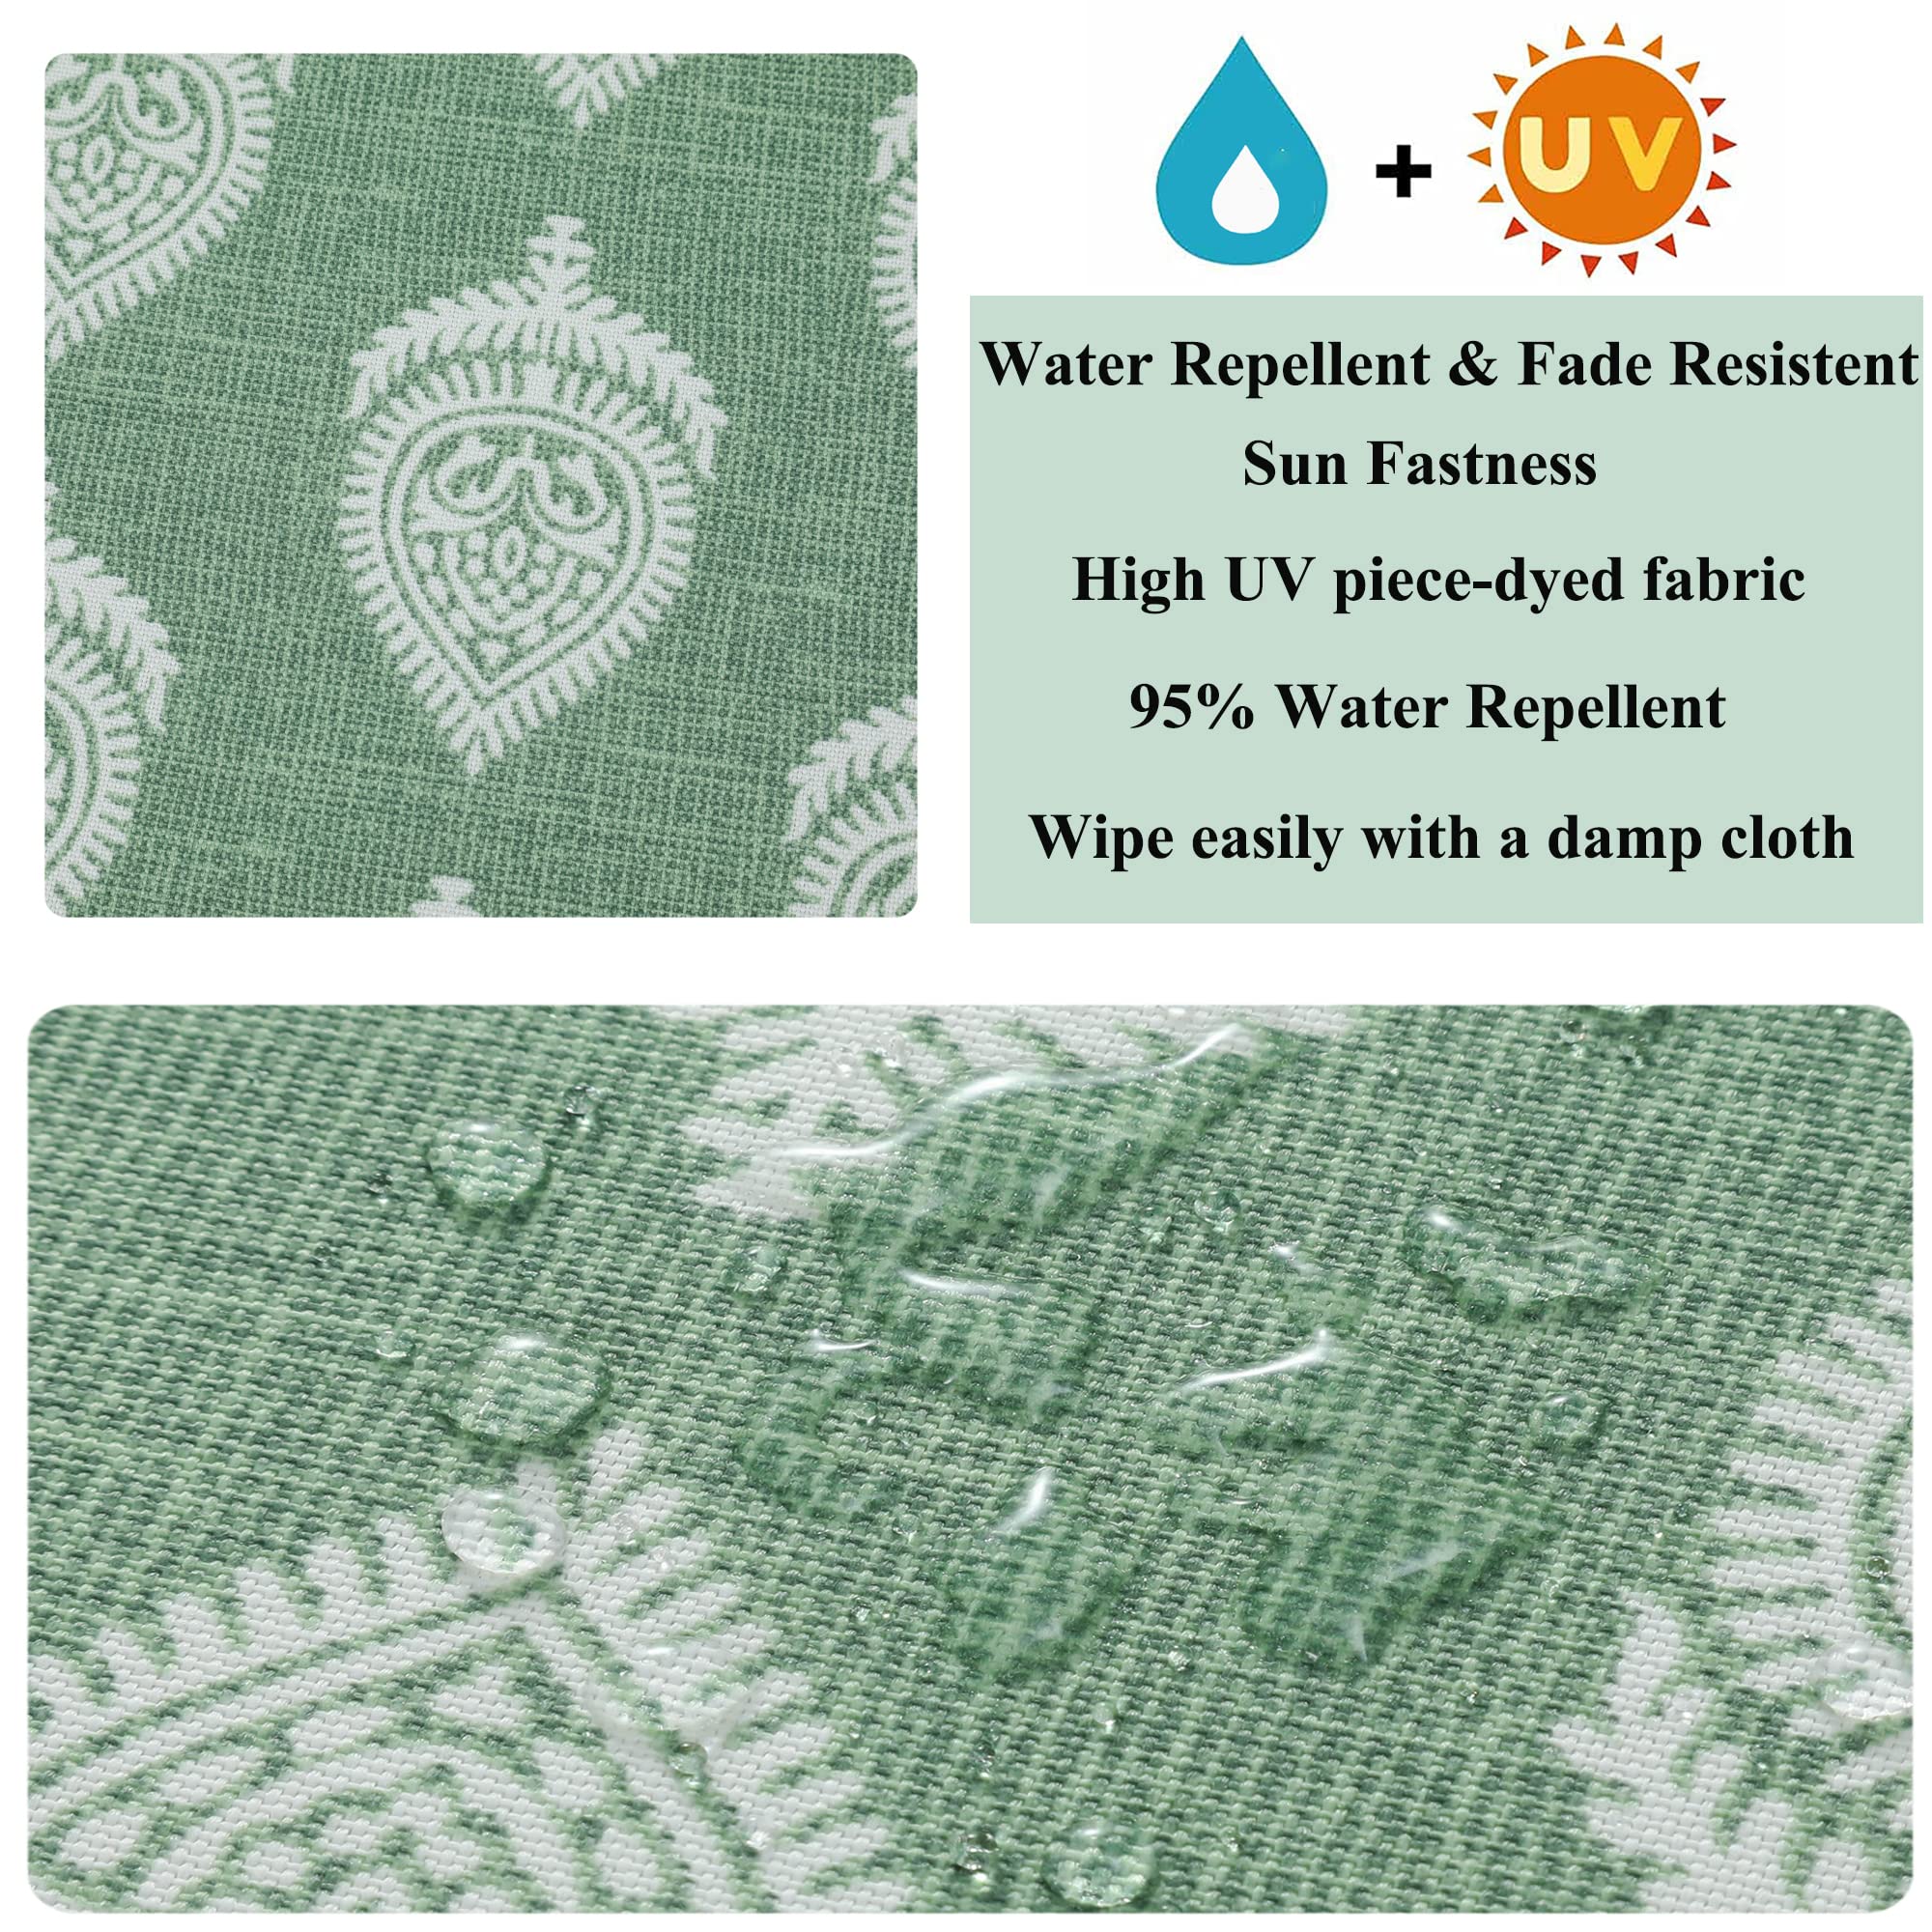 UV
Water Repellent & Fade Resistent
Sun Fastness
High UV piece-dyed fabric
95% Water Repellent
Wipe easily with a damp cloth